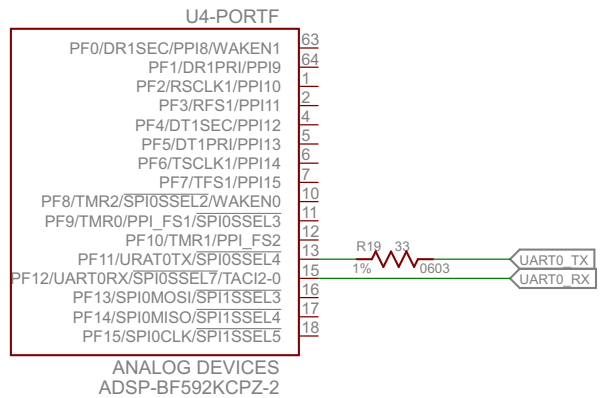 U4-PORTF
PF0/DR1SEC/PPI8/WAKEN1 63
PF1/DR1PRI/PPI9 64
PF2/RSCLK1/PPI10 1
PF3/RFS1/PPI11 2
PF4/DT1SEC/PPI12 4
PF5/DT1PRI/PPI13 5
PF6/TSCLK1/PPI14 6
PF7/TFS1/PPI15 7
PF8/TMR2/SPI0SSEL2/WAKEN0 10
PF9/TMR0/PPI_FS1/SPI0SSEL3 11
PF10/TMR1/PPI_FS2 12
R19 33
PF11/URAT0TX/SPI0SSEL4 13 1% 0603 UART0_TX
PF12/UART0RX/SPI0SSEL7/TACI2-0 15 UART0_RX
PF13/SPI0MOSI/SPI1SSEL3 16
PF14/SPI0MISO/SPI1SSEL4 17
PF15/SPI0CLK/SPI1SSEL5 18
ANALOG DEVICES
ADSP-BF592KCPZ-2